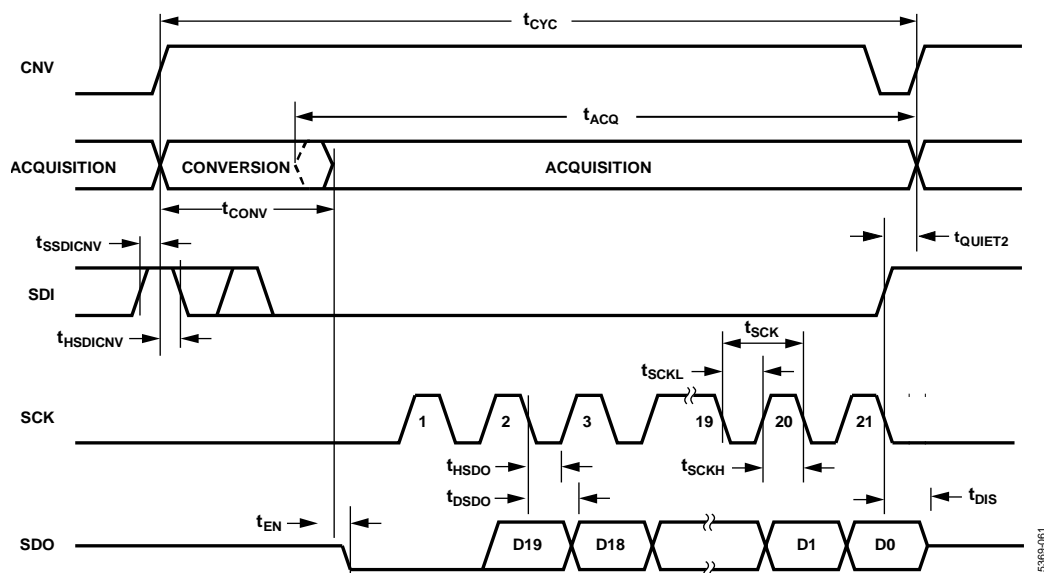 tCYC
CNV
tACQ
ACQUISITION
CONVERSION
ACQUISITION
tCONV
tSSDICNV
tQUIET2
SDI
tHSDICNV
tSCK
tSCKL
SCK
1
2
3
19
20
21
tHSDO
tSCKH
tDSDO
tDIS
tEN
SDO
D19
D18
D1
D0
5369-061